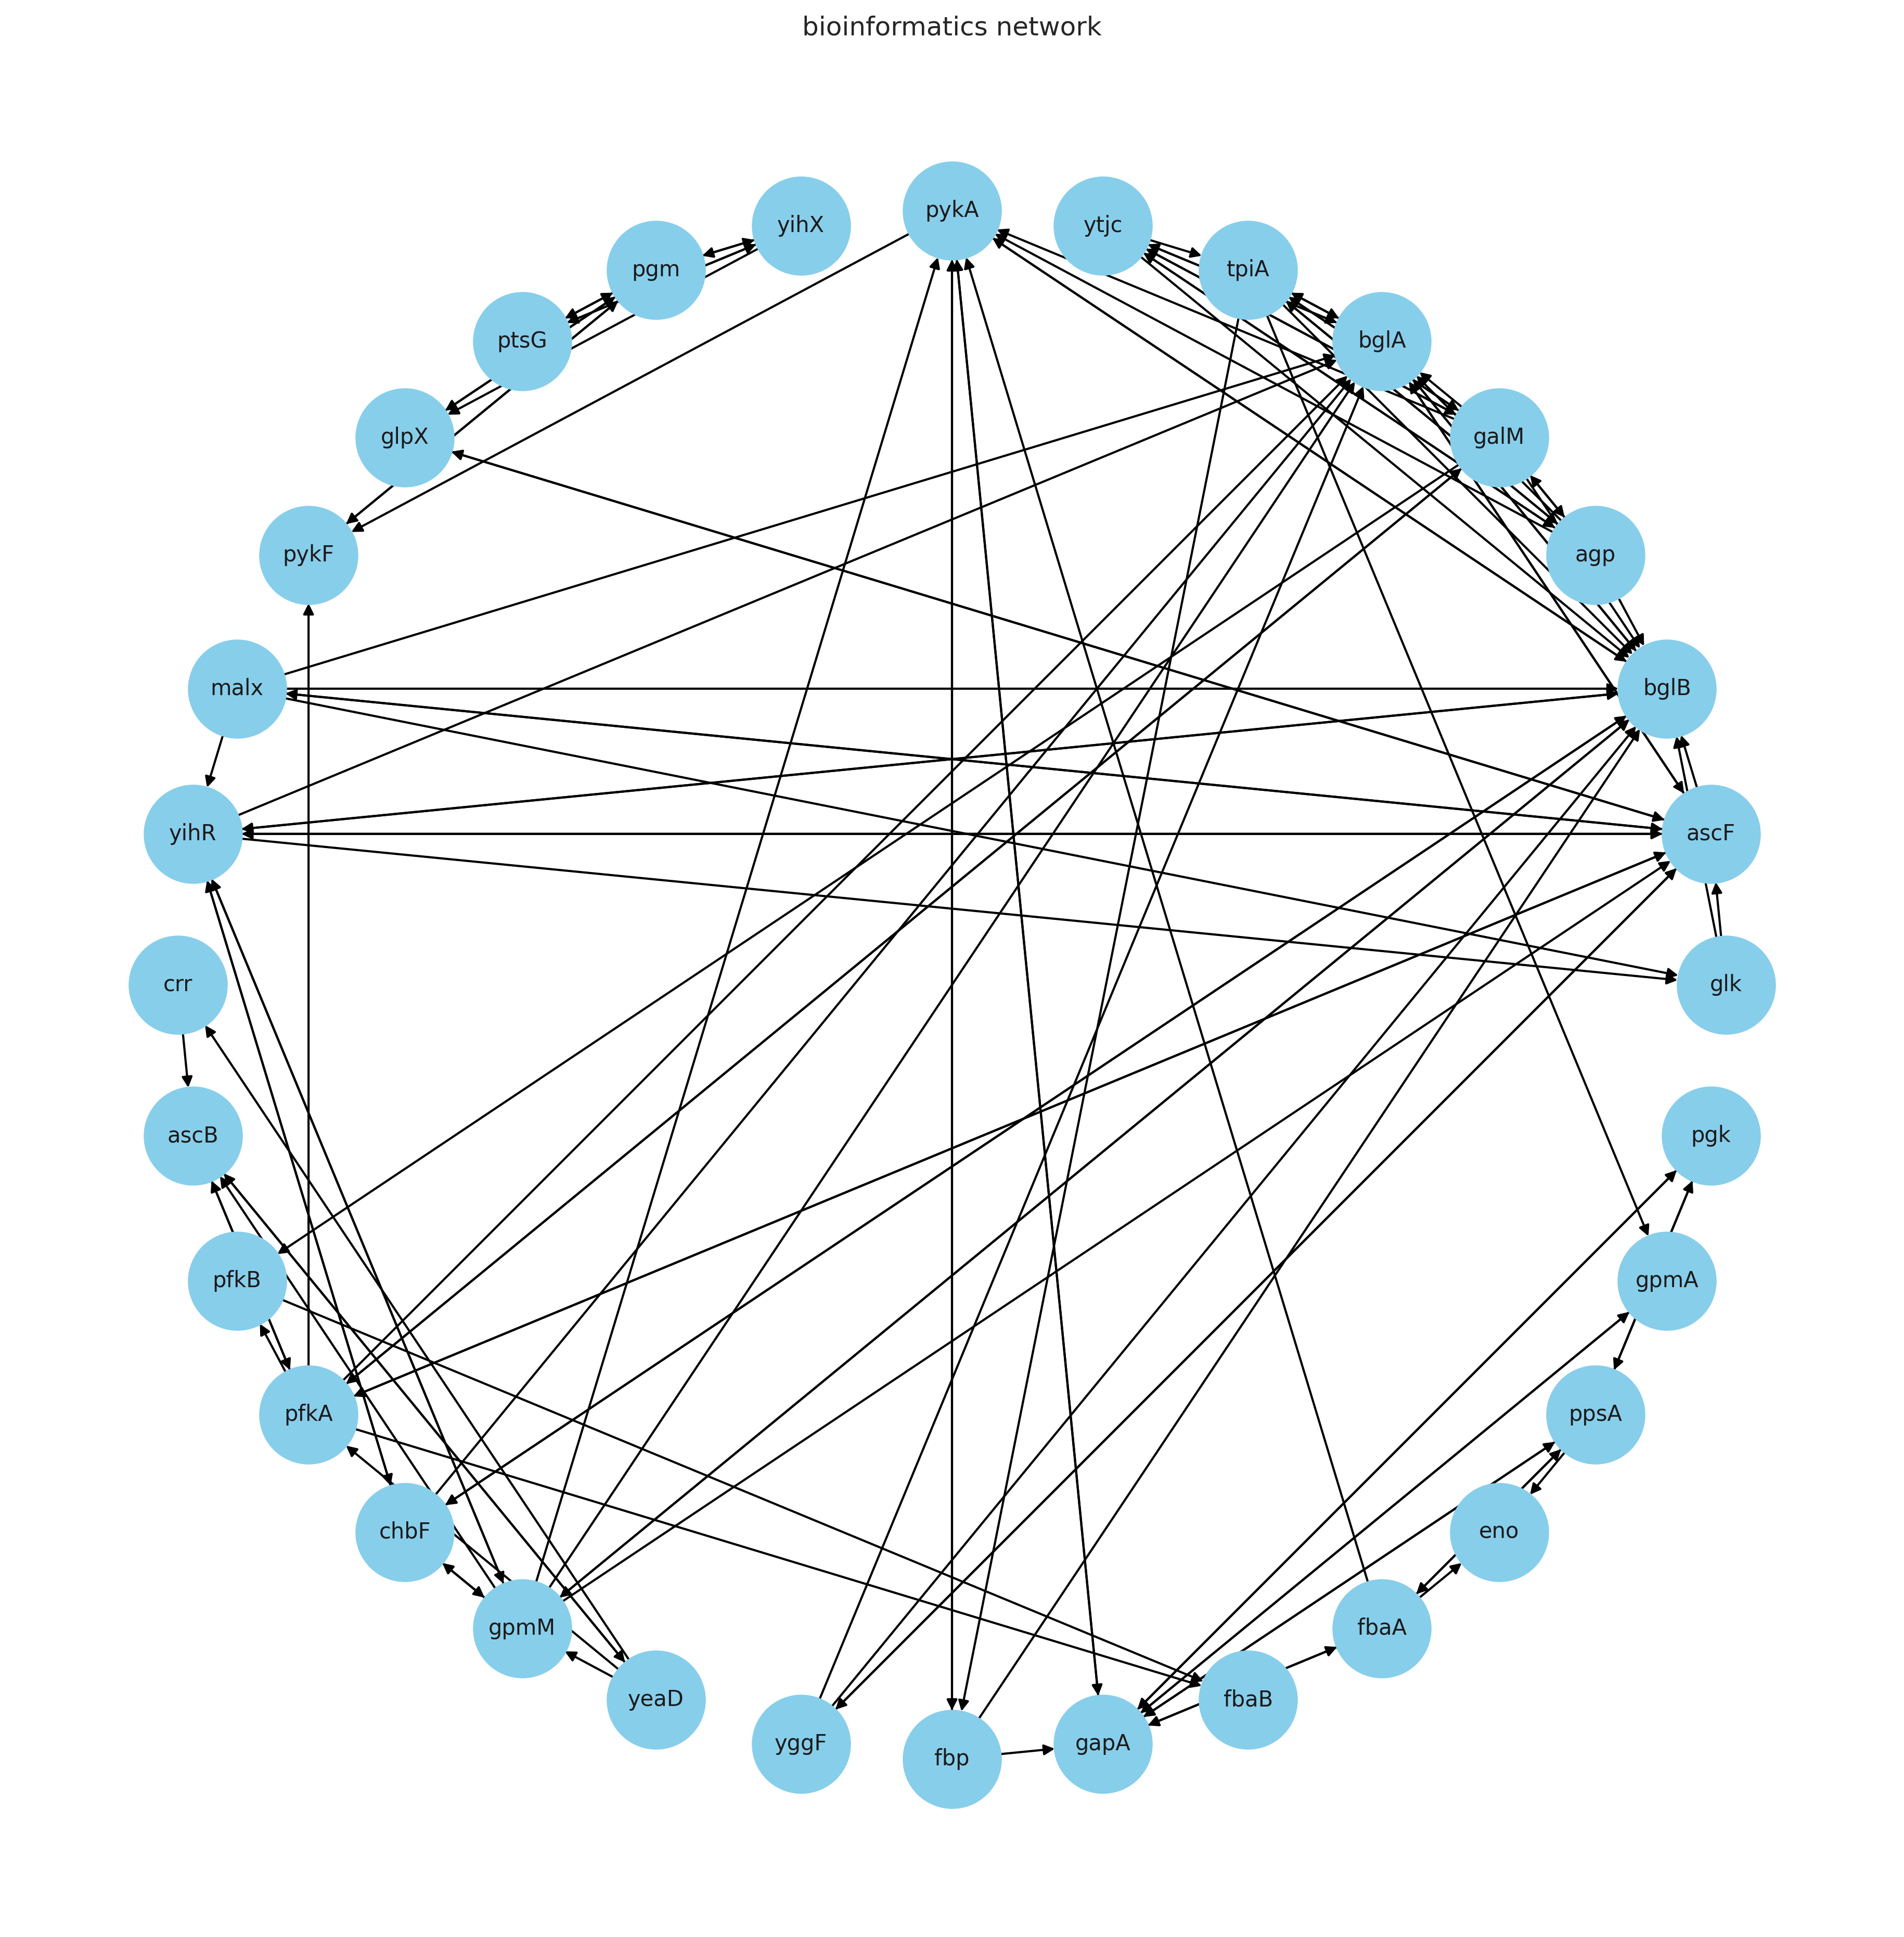 bioinformatics network
pykA
yihX
ytjc
pgm
tpiA
ptsG
bglA
glpX
galM
pykF
agp
malx
bglB
yihR
ascF
crr
glk
ascB
pgk
pfkB
gpmA
pfkA
ppsA
chbF
eno
gpmM
fbaA
yeaD
fbaB
yggF
gapA
fbp